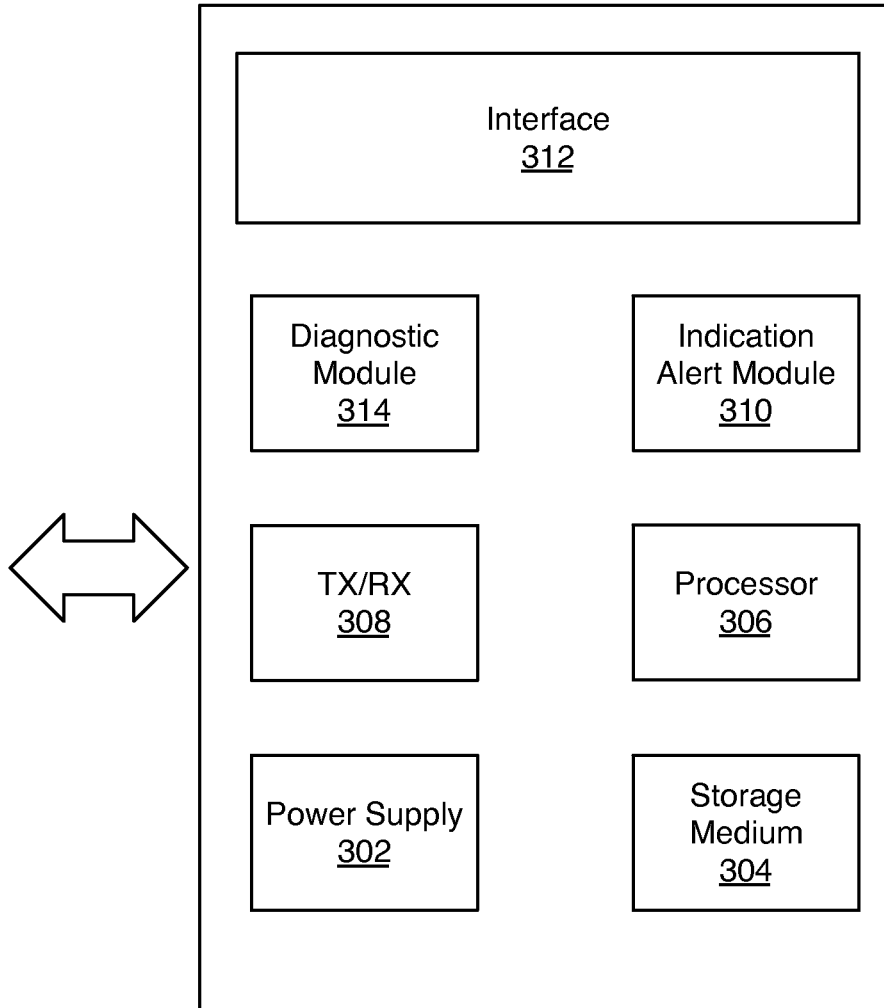 Interface
312
Diagnostic
Module
314
Indication
Alert Module
310
TX/RX
308
Processor
306
Power Supply
302
Storage
Medium
304